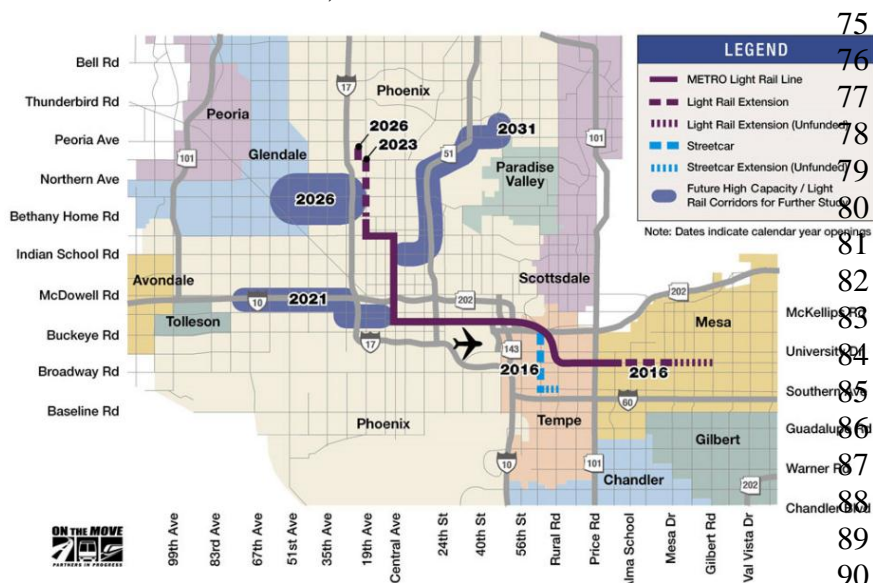 75
76
77
78
79
80
81
82
83
84
85
86
87
88
89
90
LEGEND
METRO Light Rail Line
Light Rail Extension
Light Rail Extension (Unfunded)
Streetcar
Streetcar Extension (Unfunded)
Future High Capacity / Light
Rail Corridors for Further Study
Note: Dates indicate calendar year openings
Bell Rd
Thunderbird Rd
Peoria Ave
Northern Ave
Bethany Home Rd
Indian School Rd
McDowell Rd
Buckeye Rd
Broadway Rd
Baseline Rd
17
Phoenix
Peoria
2026
2031
2023
101
101
51
Glendale
Paradise
Valley
2026
Scottsdale
Avondale
202
10
2021
202
Tolleson
Mesa
17
143
2016
2016
60
Phoenix
Tempe
Gilbert
10
101
Chandler
202
McKellips Rd
University Dr
Southern Ave
Guadalupe Rd
Warner Rd
Chandler Blvd
ON THE MOVE
PARTNERS IN PROGRESS
99th Ave
83rd Ave
67th Ave
51st Ave
35th Ave
19th Ave
Central Ave
24th St
40th St
56th St
Rural Rd
Price Rd
Alma School
Mesa Dr
Gilbert Rd
Val Vista Dr